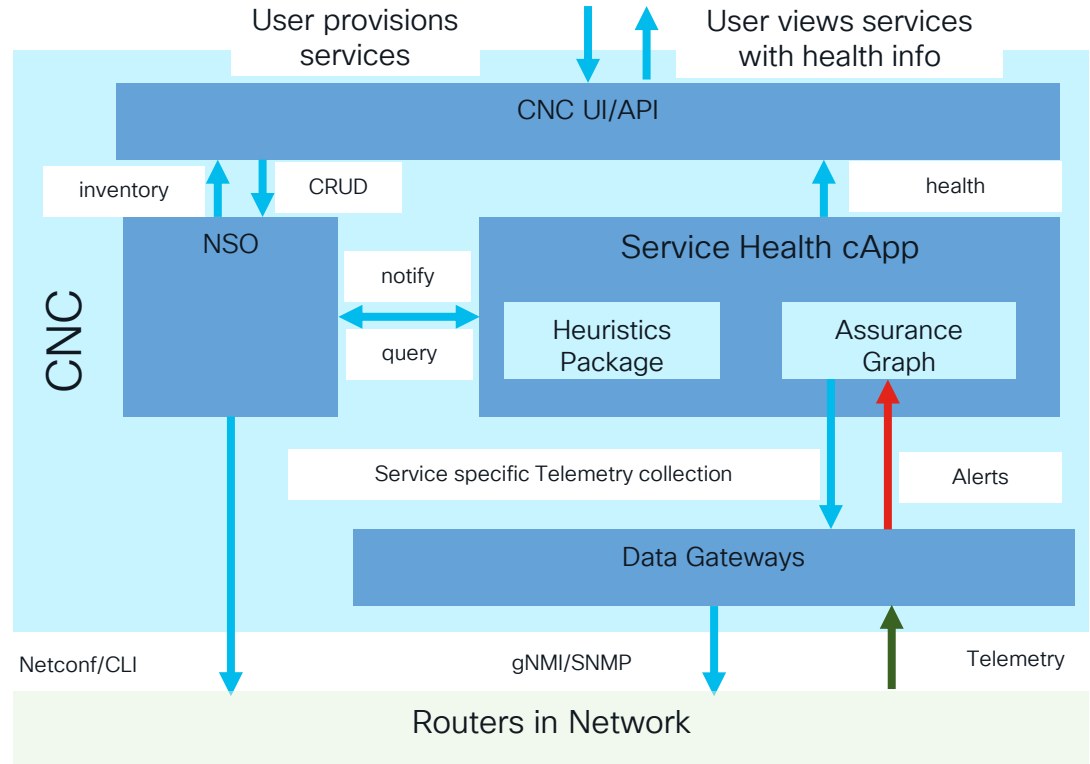 User provisions
services
User views services
with health info
CNC UI/API
inventory
CRUD
health
NSO
Service Health cApp
notify
query
CNC
Heuristics
Package
Assurance
Graph
Service specific Telemetry collection
Alerts
Data Gateways
Netconf/CLI
gNMI/SNMP
Telemetry
Routers in Network